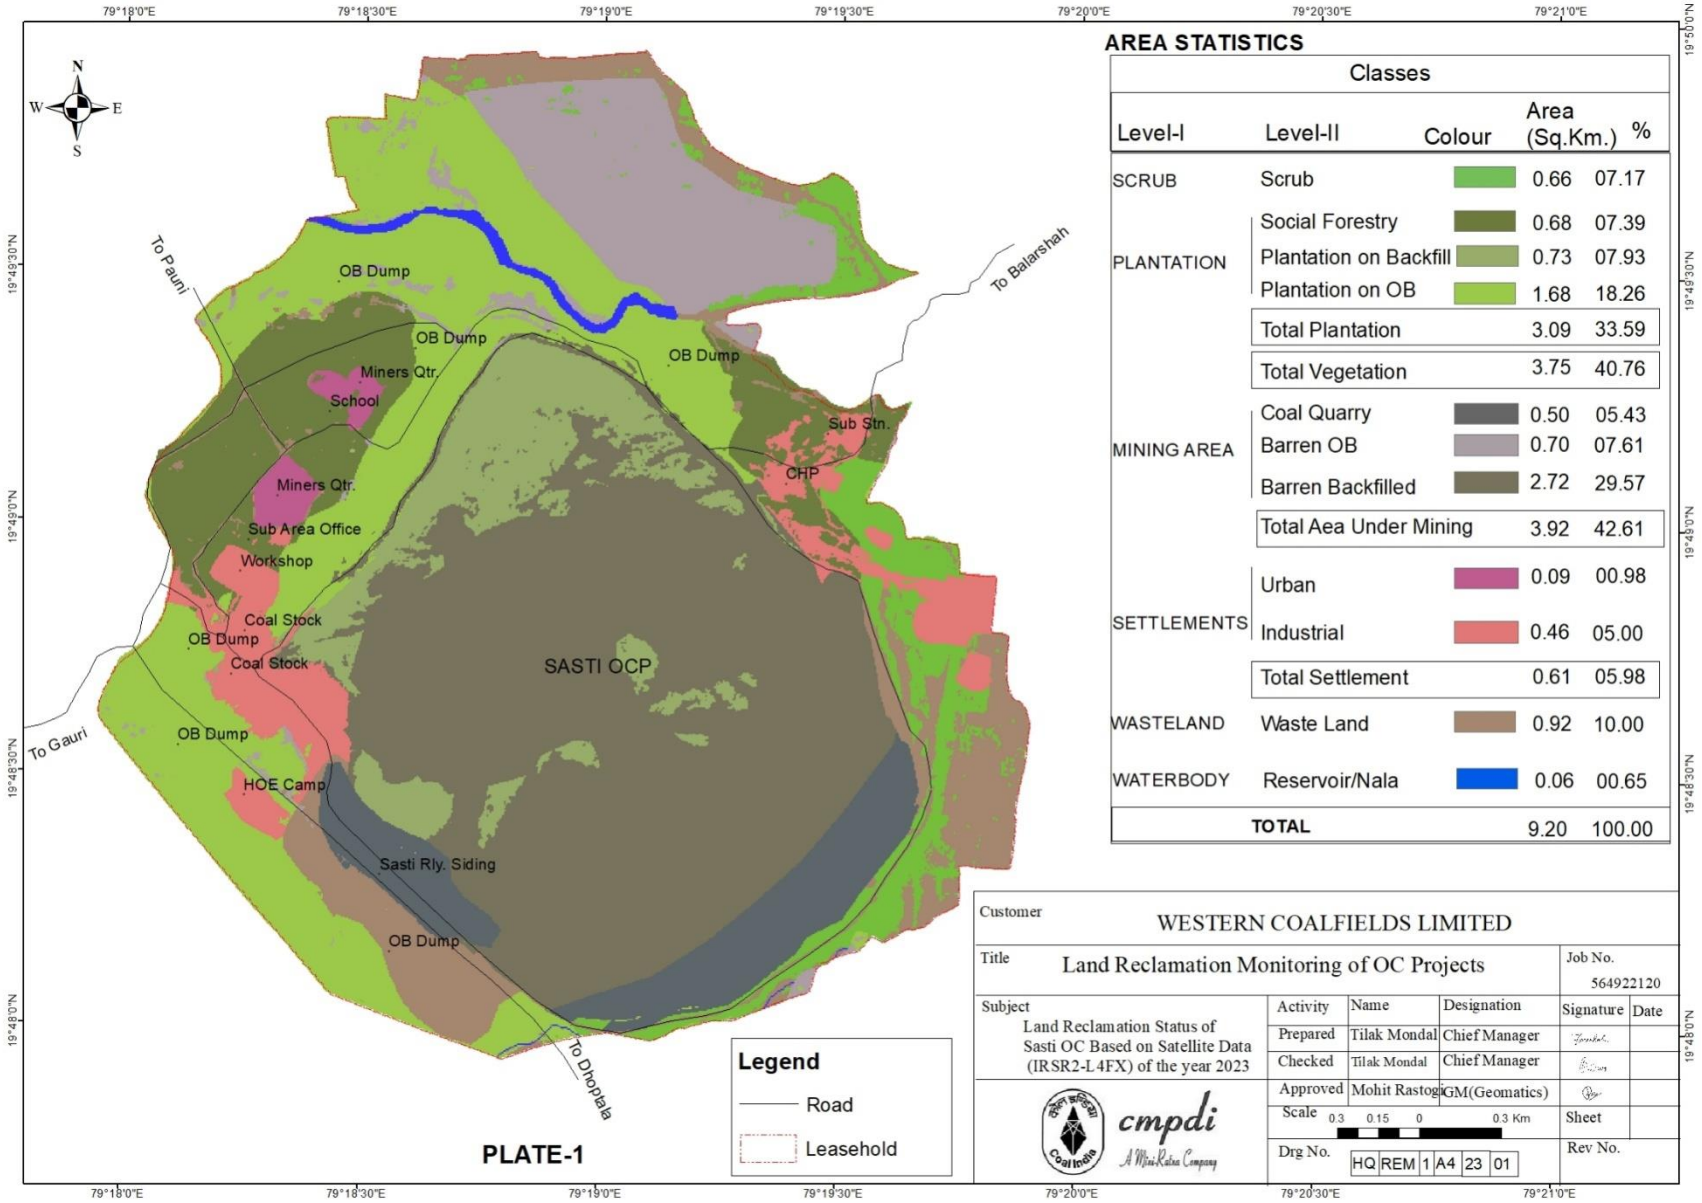 79°18'0"E 79°18'30"E 79°19'0"E 79°19'30"E 79°20'0"E 79°20'30"E 79°21'0"E
19°50'0"N
N
W E
S
To Pauni
19°49'30"N
19°49'30"N
OB Dump
To Balarshah
OB Dump
OB Dump
Miners Qtr.
School
Sub Stn.
CHP
Miners Qtr.
19°49'0"N
19°49'0"N
Sub Area Office
Workshop
Coal Stock
OB Dump
Coal Stock
SASTI OCP
OB Dump
To Gauri
19°48'30"N
19°48'30"N
HOE Camp
Sasti Rly. Siding
OB Dump
19°48'0"N
19°48'0"N
To Dhoptala
AREA STATISTICS
Classes
Level-I Level-II Colour Area (Sq.Km.) %
SCRUB Scrub 0.66 07.17
Social Forestry 0.68 07.39
PLANTATION Plantation on Backfill 0.73 07.93
Plantation on OB 1.68 18.26
Total Plantation 3.09 33.59
Total Vegetation 3.75 40.76
Coal Quarry 0.50 05.43
MINING AREA Barren OB 0.70 07.61
Barren Backfilled 2.72 29.57
Total Aea Under Mining 3.92 42.61
Urban 0.09 00.98
SETTLEMENTS Industrial 0.46 05.00
Total Settlement 0.61 05.98
WASTELAND Waste Land 0.92 10.00
WATERBODY Reservoir/Nala 0.06 00.65
TOTAL 9.20 100.00
Legend
Road
Leasehold
PLATE-1
Customer WESTERN COALFIELDS LIMITED
Title Land Reclamation Monitoring of OC Projects
Job No.
564922120
Subject
Land Reclamation Status of
Sasti OC Based on Satellite Data
(IRSR2-L4FX) of the year 2023
Activity Name Designation Signature Date
Prepared Tilak Mondal Chief Manager
Checked Tilak Mondal Chief Manager
Approved Mohit Rastogi GM(Geomatics)
Scale 0.3 0.15 0 0.3 Km
Sheet
Drg No. HQ REM 1 A4 23 01
Rev No.
कोल इण्डिया
Coal India
cmpdi
A Mini-Ratna Company
79°18'0"E 79°18'30"E 79°19'0"E 79°19'30"E 79°20'0"E 79°20'30"E 79°21'0"E